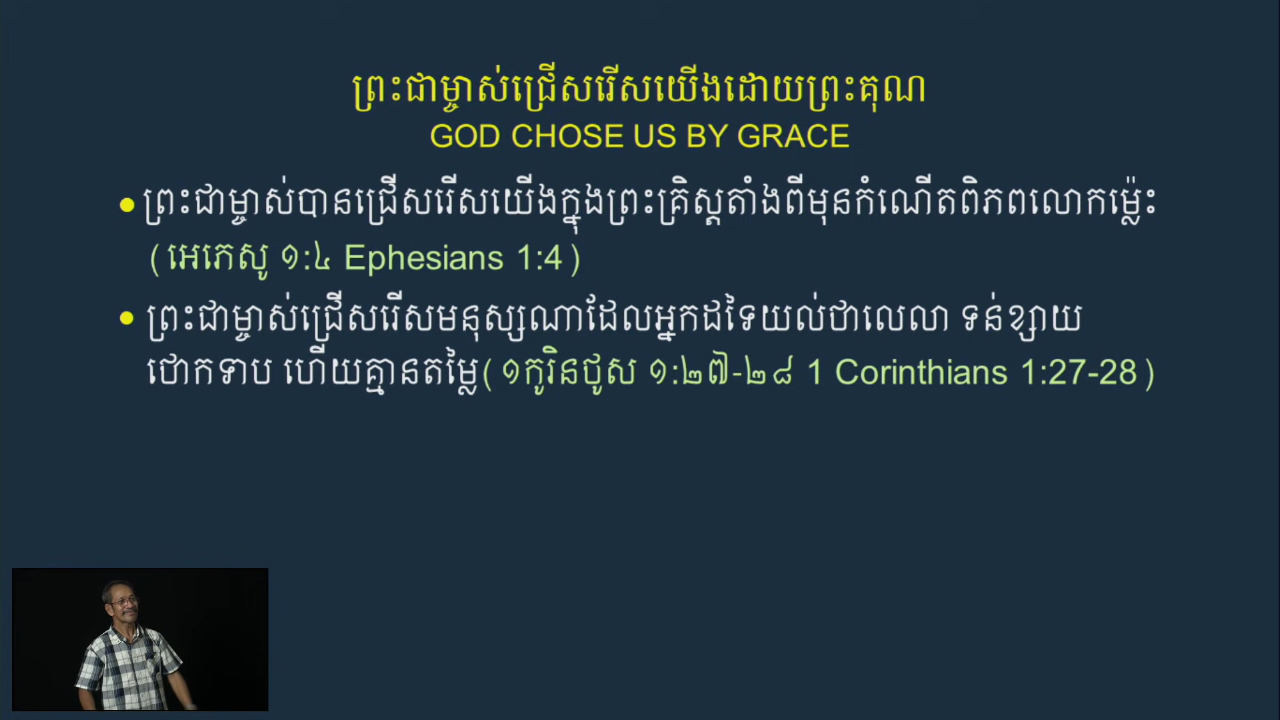 ព្រះជាម្ចាស់ជ្រើសរើសយើងដោយព្រះគុណ
GOD CHOSE US BY GRACE
• ព្រះជាម្ចាស់បានជ្រើសរើសយើងក្នុងព្រះគ្រិស្តតាំងពីមុនកំណើតពិភពលោកម៉្លេះ
( អេភេសូ ១:៤ Ephesians 1:4 )
• ព្រះជាម្ចាស់ជ្រើសរើសមនុស្សណាដែលអ្នកដទៃយល់ថាលេលា ទន់ខ្សោយ
ថោកទាប ហើយគ្មានតម្លៃ( ១កូរិនថូស ១:២៧-២៨ 1 Corinthians 1:27-28 )